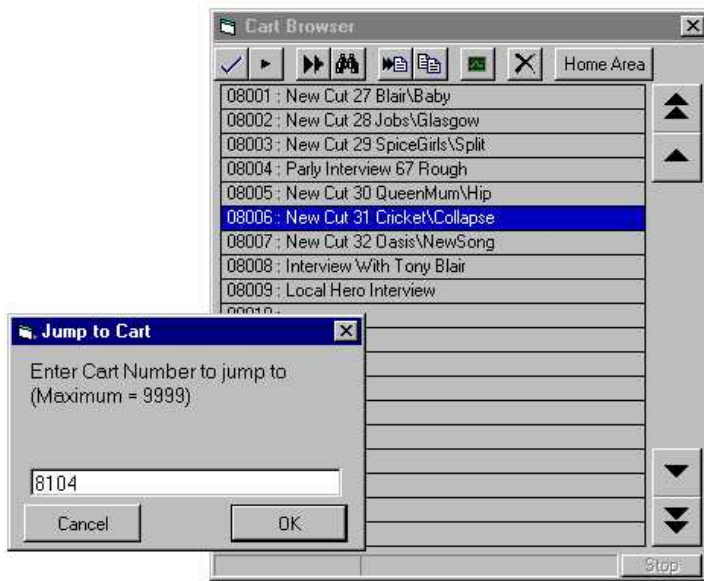 Cart Browser
Home Area
08001 : New Cut 27 Blair\Baby
08002 : New Cut 28 Jobs\Glasgow
08003 : New Cut 29 SpiceGirls\Split
08004 : Parly Interview 67 Rough
08005 : New Cut 30 QueenMum\Hip
08006 : New Cut 31 Cricket\Collapse
08007 : New Cut 32 Oasis\NewSong
08008 : Interview With Tony Blair
08009 : Local Hero Interview
Jump to Cart
Enter Cart Number to jump to
(Maximum = 9999)
8104
Cancel
OK
Stop